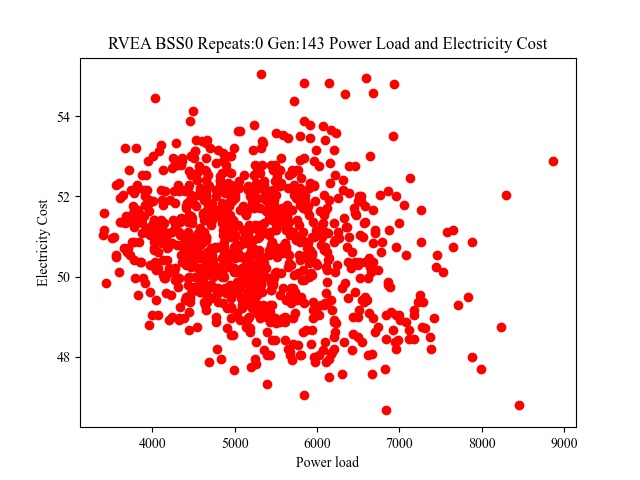 RVEA BSS0 Repeats:0 Gen:143 Power Load and Electricity Cost
54
52
50
48
Electricity Cost
4000 5000 6000 7000 8000 9000
Power load